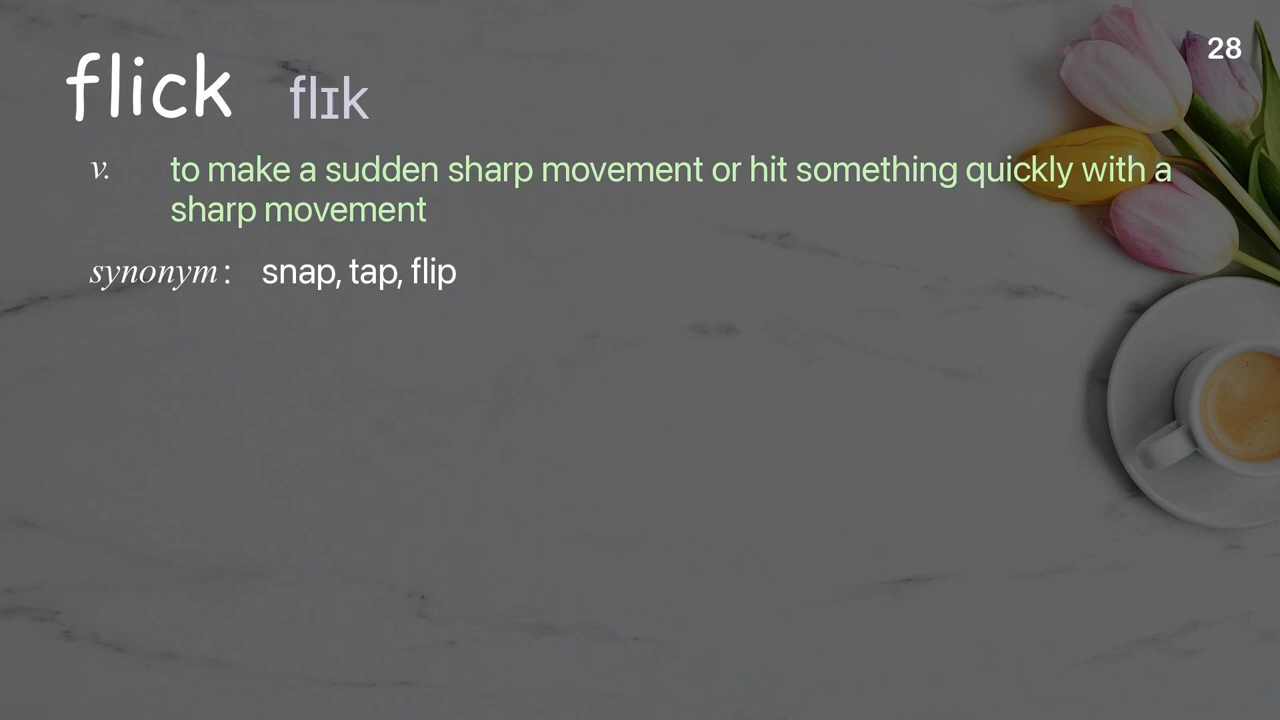 28
flick flɪk
v. to make a sudden sharp movement or hit something quickly with a
sharp movement
synonym: snap, tap, flip